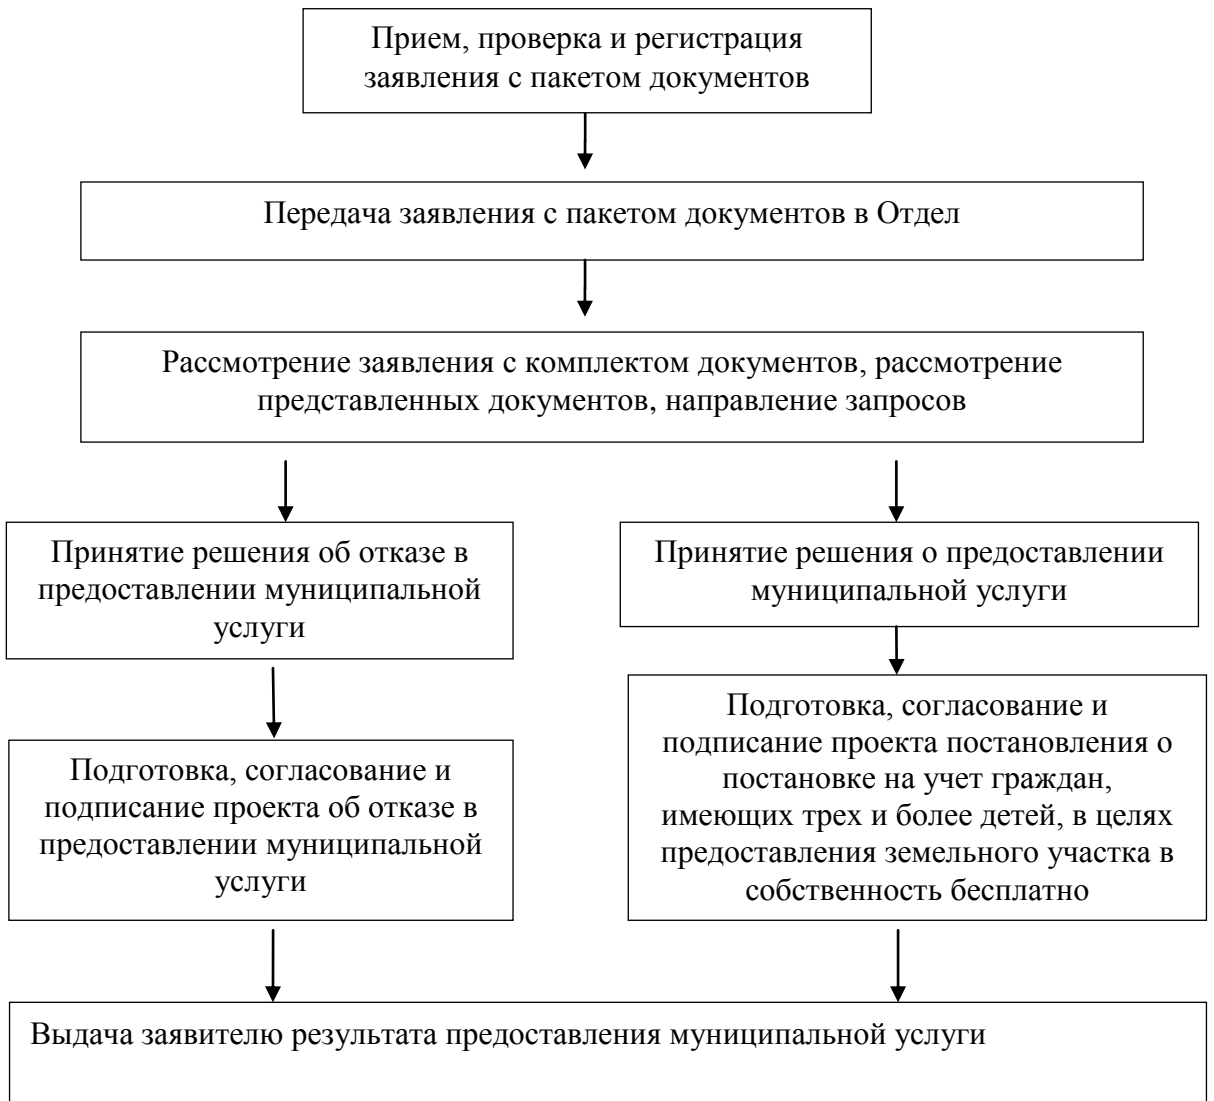 Прием, проверка и регистрация
заявления с пакетом документов
Передача заявления с пакетом документов в Отдел
Рассмотрение заявления с комплектом документов, рассмотрение
представленных документов, направление запросов
Принятие решения об отказе в
предоставлении муниципальной
услуги
Принятие решения о предоставлении
муниципальной услуги
Подготовка, согласование и
подписание проекта об отказе в
предоставлении муниципальной
услуги
Подготовка, согласование и
подписание проекта постановления о
постановке на учет граждан,
имеющих трех и более детей, в целях
предоставления земельного участка в
собственность бесплатно
Выдача заявителю результата предоставления муниципальной услуги